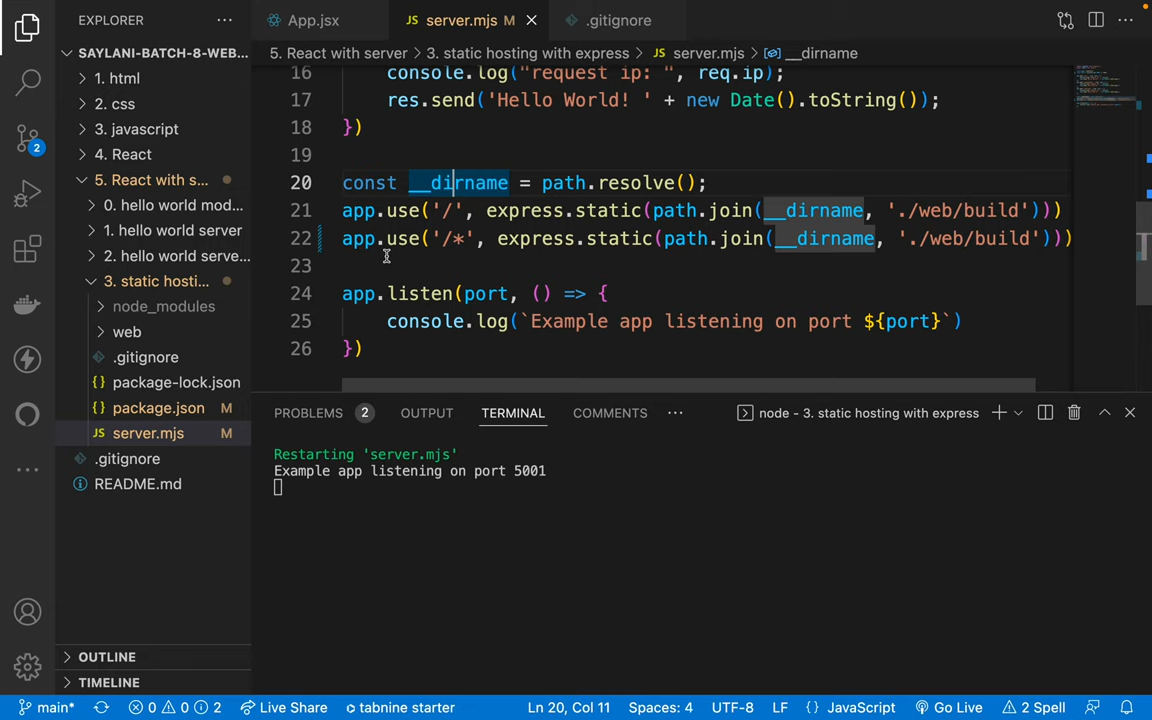 EXPLORER
SAYLANI-BATCH-8-WEB...
1. html
2. css
3. javascript
4. React
5. React with s...
0. hello world mod...
1. hello world server
2. hello world serve...
3. static hosti...
node_modules
web
.gitignore
package-lock.json
package.json M
server.mjs M
.gitignore
README.md
OUTLINE
TIMELINE
App.jsx
server.mjs M
.gitignore
5. React with server > 3. static hosting with express > JS server.mjs > __dirname
16 console.log("request ip: ", req.ip);
17 res.send('Hello World! ' + new Date().toString());
18 })
19
20 const __dirname = path.resolve();
21 app.use('/', express.static(path.join(__dirname, './web/build')))
22 app.use('/*', express.static(path.join(__dirname, './web/build')))
23
24 app.listen(port, () => {
25 console.log(`Example app listening on port ${port}`)
26 })
PROBLEMS 2 OUTPUT TERMINAL COMMENTS node - 3. static hosting with express
Restarting 'server.mjs'
Example app listening on port 5001
2
main* 0 0 2 Live Share tabnine starter Ln 20, Col 11 Spaces: 4 UTF-8 LF {} JavaScript Go Live 2 Spell